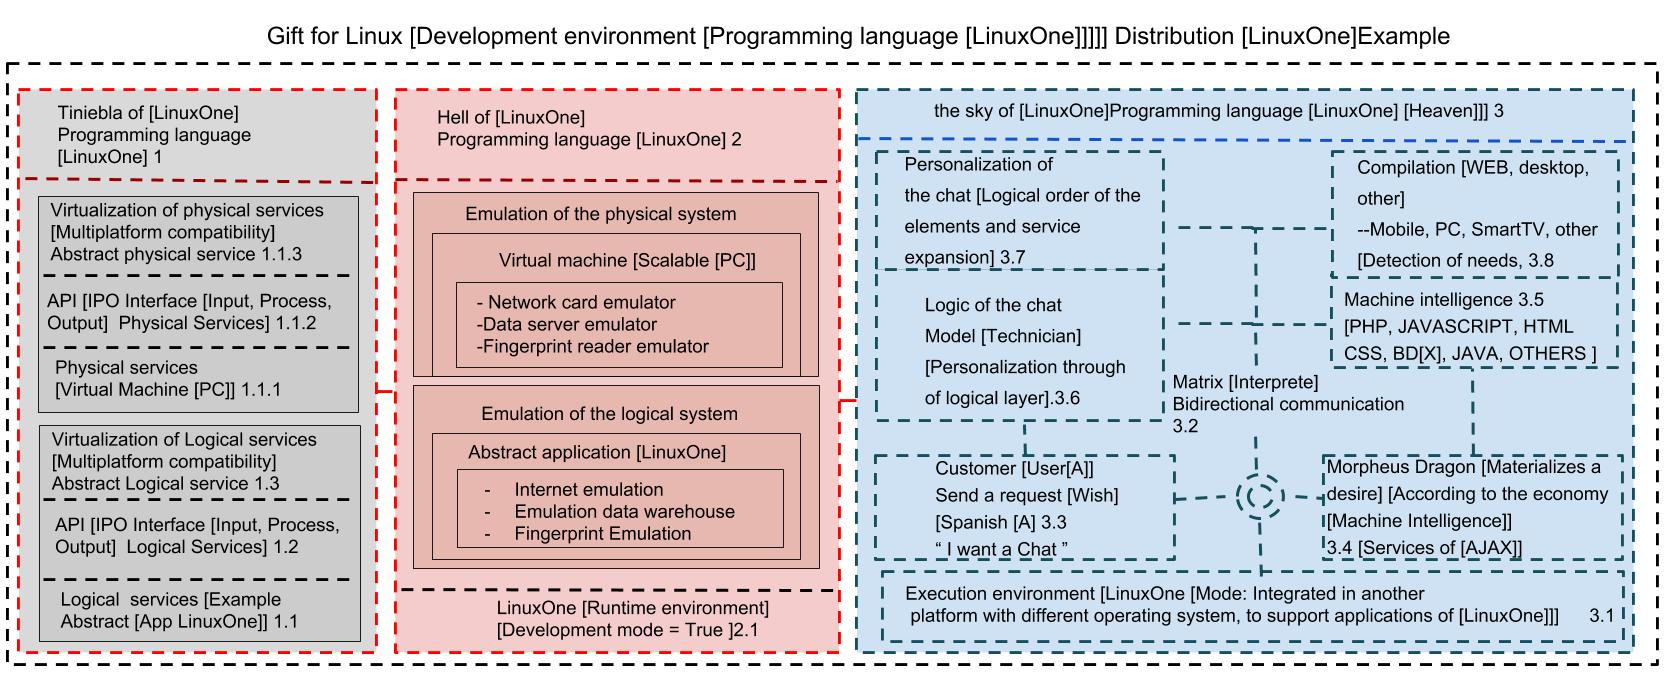 Gift for Linux [Development environment [Programming language [LinuxOne]]]]] Distribution [LinuxOne]Example
Tiniebla of [LinuxOne]
Programming language
[LinuxOne] 1
Virtualization of physical services
[Multiplatform compatibility]
Abstract physical service 1.1.3
API [IPO Interface [Input, Process,
Output]  Physical Services] 1.1.2
Physical services
[Virtual Machine [PC]] 1.1.1
Virtualization of Logical services
[Multiplatform compatibility]
Abstract Logical service 1.3
API [IPO Interface [Input, Process,
Output]  Logical Services] 1.2
Logical  services [Example
Abstract [App LinuxOne]] 1.1
Hell of [LinuxOne]
Programming language [LinuxOne] 2
Emulation of the physical system
Virtual machine [Scalable [PC]]
- Network card emulator
-Data server emulator
-Fingerprint reader emulator
Emulation of the logical system
Abstract application [LinuxOne]
- Internet emulation
- Emulation data warehouse
- Fingerprint Emulation
LinuxOne [Runtime environment]
[Development mode = True ]2.1
the sky of [LinuxOne]Programming language [LinuxOne] [Heaven]]] 3
Personalization of
the chat [Logical order of the
elements and service
expansion] 3.7
Logic of the chat
Model [Technician]
[Personalization through
of logical layer].3.6
Compilation [WEB, desktop,
other]
--Mobile, PC, SmartTV, other
[Detection of needs, 3.8
Machine intelligence 3.5
[PHP, JAVASCRIPT, HTML
CSS, BD[X], JAVA, OTHERS ]
Matrix [Interprete]
Bidirectional communication
3.2
Customer [User[A]]
Send a request [Wish]
[Spanish [A] 3.3
“ I want a Chat ”
Morpheus Dragon [Materializes a
desire] [According to the economy
[Machine Intelligence]]
3.4 [Services of [AJAX]]
Execution environment [LinuxOne [Mode: Integrated in another
platform with different operating system, to support applications of [LinuxOne]]] 3.1